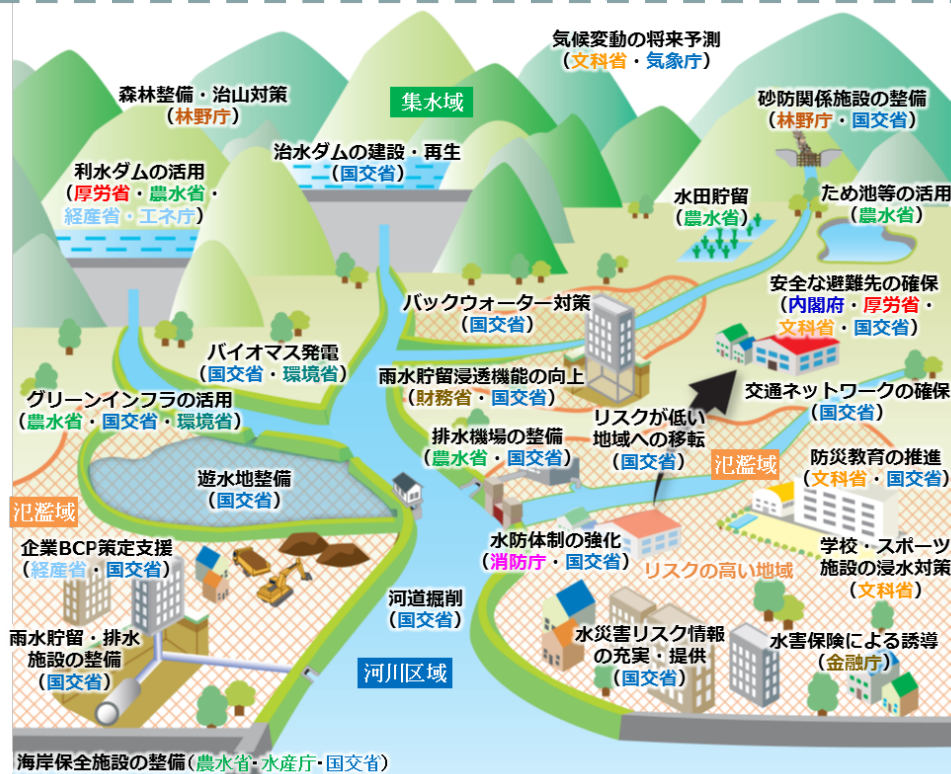 気候変動の将来予測
（文科省・気象庁）
森林整備・治山対策
（林野庁）
集水域
砂防関係施設の整備
（林野庁・国交省）
治水ダムの建設・再生
（国交省）
利水ダムの活用
（厚労省・農水省・
経産省・エネ庁）
水田貯留
（農水省）
ため池等の活用
（農水省）
安全な避難先の確保
（内閣府・厚労省・
文科省・国交省）
バックウォーター対策
（国交省）
バイオマス発電
（国交省・環境省）
雨水貯留浸透機能の向上
（財務省・国交省）
交通ネットワークの確保
（国交省）
グリーンインフラの活用
（農水省・国交省・環境省）
リスクが低い
地域への移転
（国交省）
排水機場の整備
（農水省・国交省）
氾濫域
防災教育の推進
（文科省・国交省）
遊水地整備
（国交省）
氾濫域
企業BCP策定支援
（経産省・国交省）
水防体制の強化
（消防庁・国交省）
リスクの高い地域
学校・スポーツ
施設の浸水対策
（文科省）
河道掘削
（国交省）
雨水貯留・排水
施設の整備
（国交省）
水災害リスク情報
の充実・提供
（国交省）
水害保険による誘導
（金融庁）
河川区域
海岸保全施設の整備（農水省・水産庁・国交省）